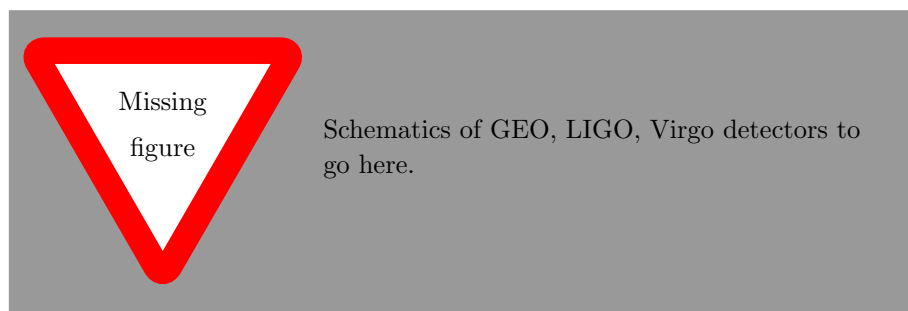 Missing
figure
Schematics of GEO, LIGO, Virgo detectors to
go here.